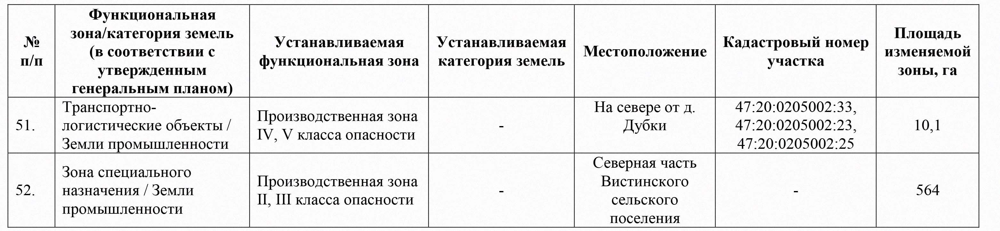 №
п/п
Функциональная
зона/категория земель
(в соответствии с
утвержденным
генеральным планом)
Устанавливаемая
функциональная зона
Устанавливаемая
категория земель
Местоположение
Кадастровый номер
участка
Площадь
изменяемой
зоны, га
51.
Транспортно-
логистические объекты /
Земли промышленности
Производственная зона
IV, V класса опасности
-
На севере от д.
Дубки
47:20:0205002:33,
47:20:0205002:23,
47:20:0205002:25
10,1
52.
Зона специального
назначения / Земли
промышленности
Производственная зона
II, III класса опасности
-
Северная часть
Вистинского
сельского
поселения
-
564